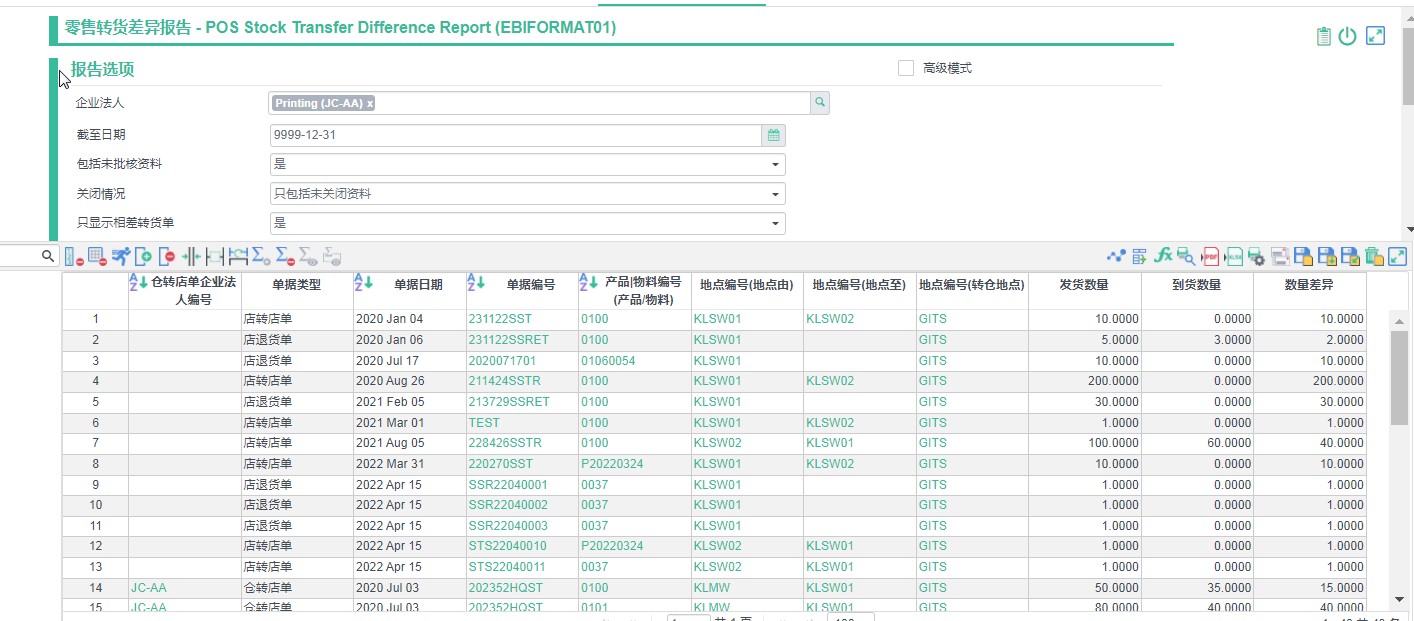 零售转货差异报告 - POS Stock Transfer Difference Report (EBIFORMAT01)
报告选项
高级模式
企业法人 Printing (JC-AA) x
截至日期 9999-12-31
包括未批核资料 是
关闭情况 只包括未关闭资料
只显示相差转货单 是
仓转店单企业法人编号 单据类型 单据日期 单据编号 产品|物料编号(产品/物料) 地点编号(地点由) 地点编号(地点至) 地点编号(转仓地点) 发货数量 到货数量 数量差异
1 店转店单 2020 Jan 04 231122SST 0100 KLSW01 KLSW02 GITS 10.0000 0.0000 10.0000
2 店退货单 2020 Jan 06 231122SSRET 0100 KLSW01 GITS 5.0000 3.0000 2.0000
3 店退货单 2020 Jul 17 2020071701 01060054 KLSW01 GITS 10.0000 0.0000 10.0000
4 店转店单 2020 Aug 26 211424SSTR 0100 KLSW01 KLSW02 GITS 200.0000 0.0000 200.0000
5 店退货单 2021 Feb 05 213729SSRET 0100 KLSW01 GITS 30.0000 0.0000 30.0000
6 店转店单 2021 Mar 01 TEST 0100 KLSW01 KLSW02 GITS 1.0000 0.0000 1.0000
7 店转店单 2021 Aug 05 228426SSTR 0100 KLSW02 KLSW01 GITS 100.0000 60.0000 40.0000
8 店转店单 2022 Mar 31 220270SST P20220324 KLSW01 KLSW02 GITS 10.0000 0.0000 10.0000
9 店退货单 2022 Apr 15 SSR22040001 0037 KLSW01 GITS 1.0000 0.0000 1.0000
10 店退货单 2022 Apr 15 SSR22040002 0037 KLSW01 GITS 1.0000 0.0000 1.0000
11 店退货单 2022 Apr 15 SSR22040003 0037 KLSW01 GITS 1.0000 0.0000 1.0000
12 店转店单 2022 Apr 15 STS22040010 P20220324 KLSW02 KLSW01 GITS 1.0000 0.0000 1.0000
13 店转店单 2022 Apr 15 STS22040011 0037 KLSW02 KLSW01 GITS 1.0000 0.0000 1.0000
14 JC-AA 仓转店单 2020 Jul 03 202352HQST 0100 KLMW KLSW01 GITS 50.0000 35.0000 15.0000
15 JC-AA 仓转店单 2020 Jul 03 202352HQST 0101 KLMW KLSW01 GITS 80.0000 40.0000 40.0000